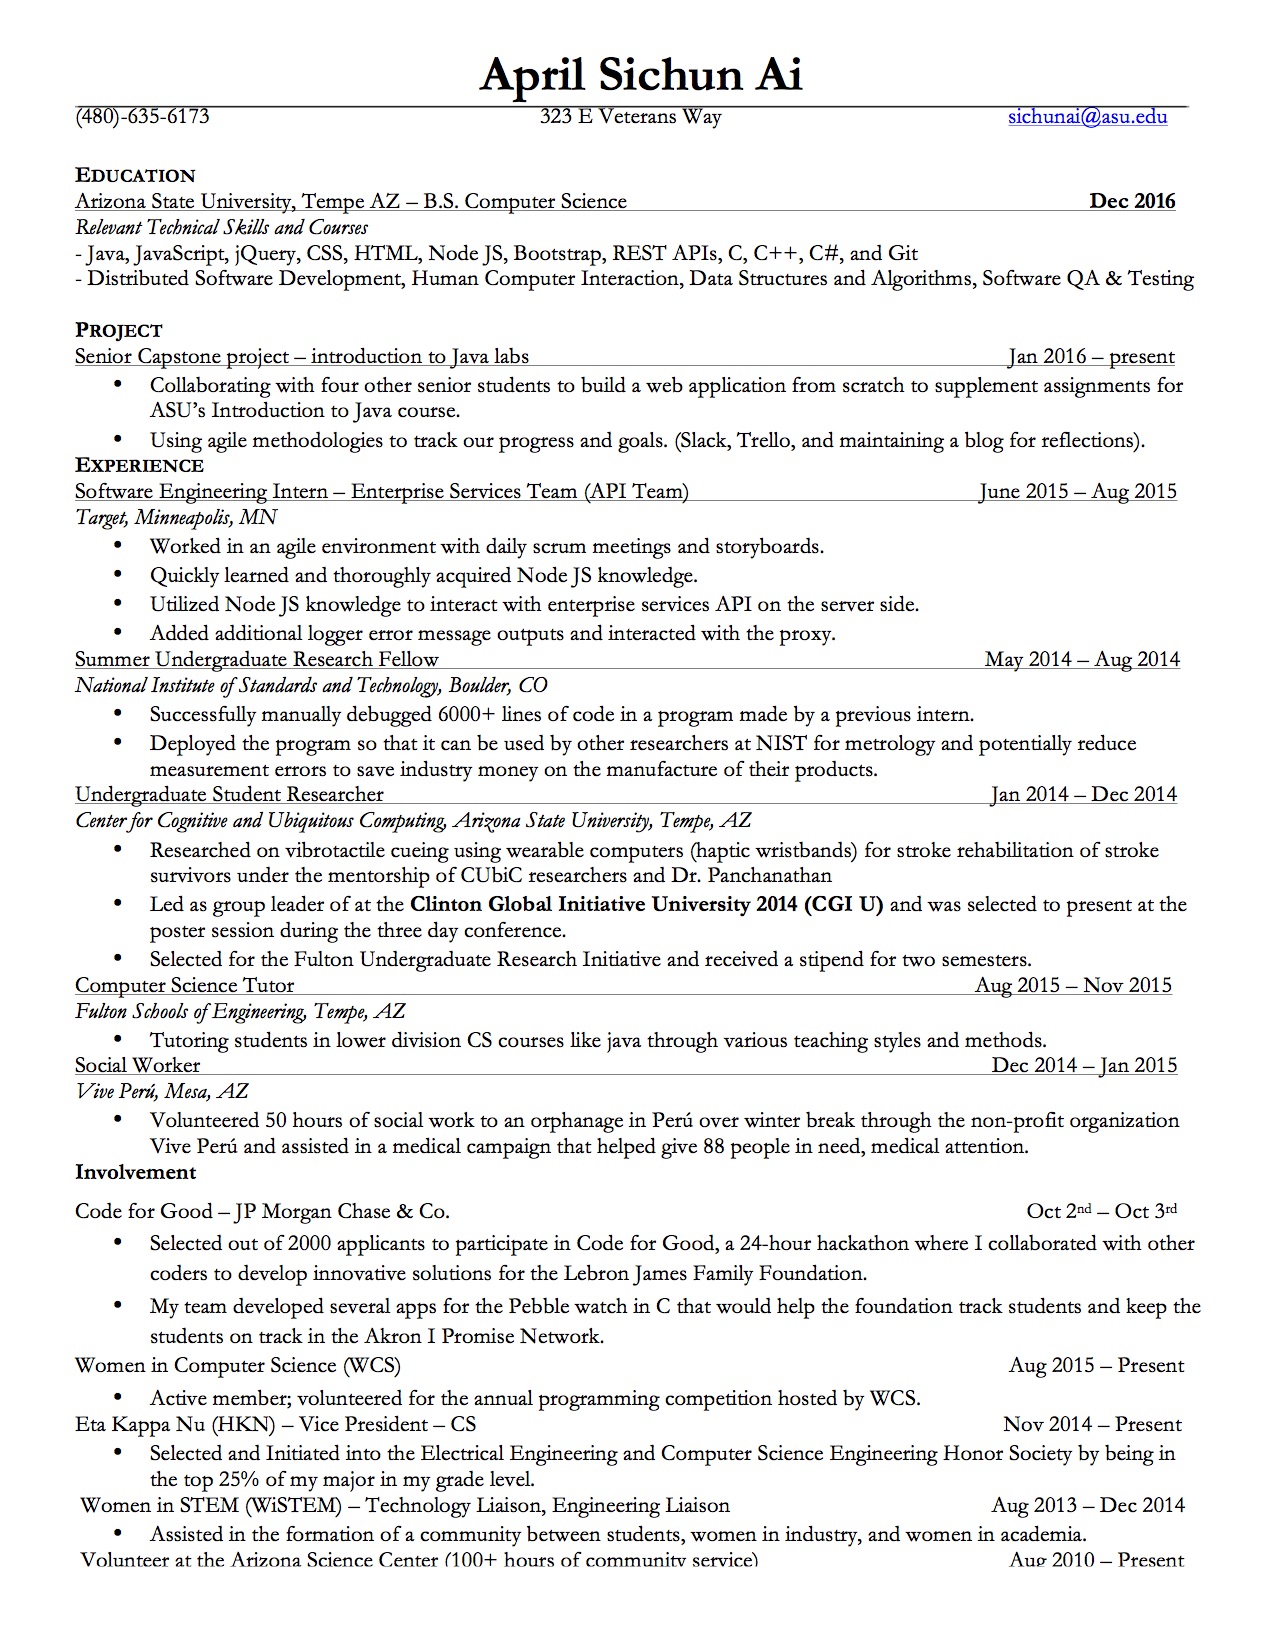 April Sichun Ai
(480)-635-6173 323 E Veterans Way sichunai@asu.edu
EDUCATION
Arizona State University, Tempe AZ – B.S. Computer Science Dec 2016
Relevant Technical Skills and Courses
- Java, JavaScript, jQuery, CSS, HTML, Node JS, Bootstrap, REST APIs, C, C++, C#, and Git
- Distributed Software Development, Human Computer Interaction, Data Structures and Algorithms, Software QA & Testing
PROJECT
Senior Capstone project – introduction to Java labs Jan 2016 – present
• Collaborating with four other senior students to build a web application from scratch to supplement assignments for
ASU's Introduction to Java course.
• Using agile methodologies to track our progress and goals. (Slack, Trello, and maintaining a blog for reflections).
EXPERIENCE
Software Engineering Intern – Enterprise Services Team (API Team) June 2015 – Aug 2015
Target, Minneapolis, MN
• Worked in an agile environment with daily scrum meetings and storyboards.
• Quickly learned and thoroughly acquired Node JS knowledge.
• Utilized Node JS knowledge to interact with enterprise services API on the server side.
• Added additional logger error message outputs and interacted with the proxy.
Summer Undergraduate Research Fellow May 2014 – Aug 2014
National Institute of Standards and Technology, Boulder, CO
• Successfully manually debugged 6000+ lines of code in a program made by a previous intern.
• Deployed the program so that it can be used by other researchers at NIST for metrology and potentially reduce
measurement errors to save industry money on the manufacture of their products.
Undergraduate Student Researcher Jan 2014 – Dec 2014
Center for Cognitive and Ubiquitous Computing, Arizona State University, Tempe, AZ
• Researched on vibrotactile cueing using wearable computers (haptic wristbands) for stroke rehabilitation of stroke
survivors under the mentorship of CUbiC researchers and Dr. Panchanathan
• Led as group leader of at the Clinton Global Initiative University 2014 (CGI U) and was selected to present at the
poster session during the three day conference.
• Selected for the Fulton Undergraduate Research Initiative and received a stipend for two semesters.
Computer Science Tutor Aug 2015 – Nov 2015
Fulton Schools of Engineering, Tempe, AZ
• Tutoring students in lower division CS courses like java through various teaching styles and methods.
Social Worker Dec 2014 – Jan 2015
Vive Perú, Mesa, AZ
• Volunteered 50 hours of social work to an orphanage in Perú over winter break through the non-profit organization
Vive Perú and assisted in a medical campaign that helped give 88 people in need, medical attention.
Involvement
Code for Good – JP Morgan Chase & Co. Oct 2nd – Oct 3rd
• Selected out of 2000 applicants to participate in Code for Good, a 24-hour hackathon where I collaborated with other
coders to develop innovative solutions for the Lebron James Family Foundation.
• My team developed several apps for the Pebble watch in C that would help the foundation track students and keep the
students on track in the Akron I Promise Network.
Women in Computer Science (WCS) Aug 2015 – Present
• Active member; volunteered for the annual programming competition hosted by WCS.
Eta Kappa Nu (HKN) – Vice President – CS Nov 2014 – Present
• Selected and Initiated into the Electrical Engineering and Computer Science Engineering Honor Society by being in
the top 25% of my major in my grade level.
Women in STEM (WiSTEM) – Technology Liaison, Engineering Liaison Aug 2013 – Dec 2014
• Assisted in the formation of a community between students, women in industry, and women in academia.
Volunteer at the Arizona Science Center (100+ hours of community service) Aug 2010 – Present